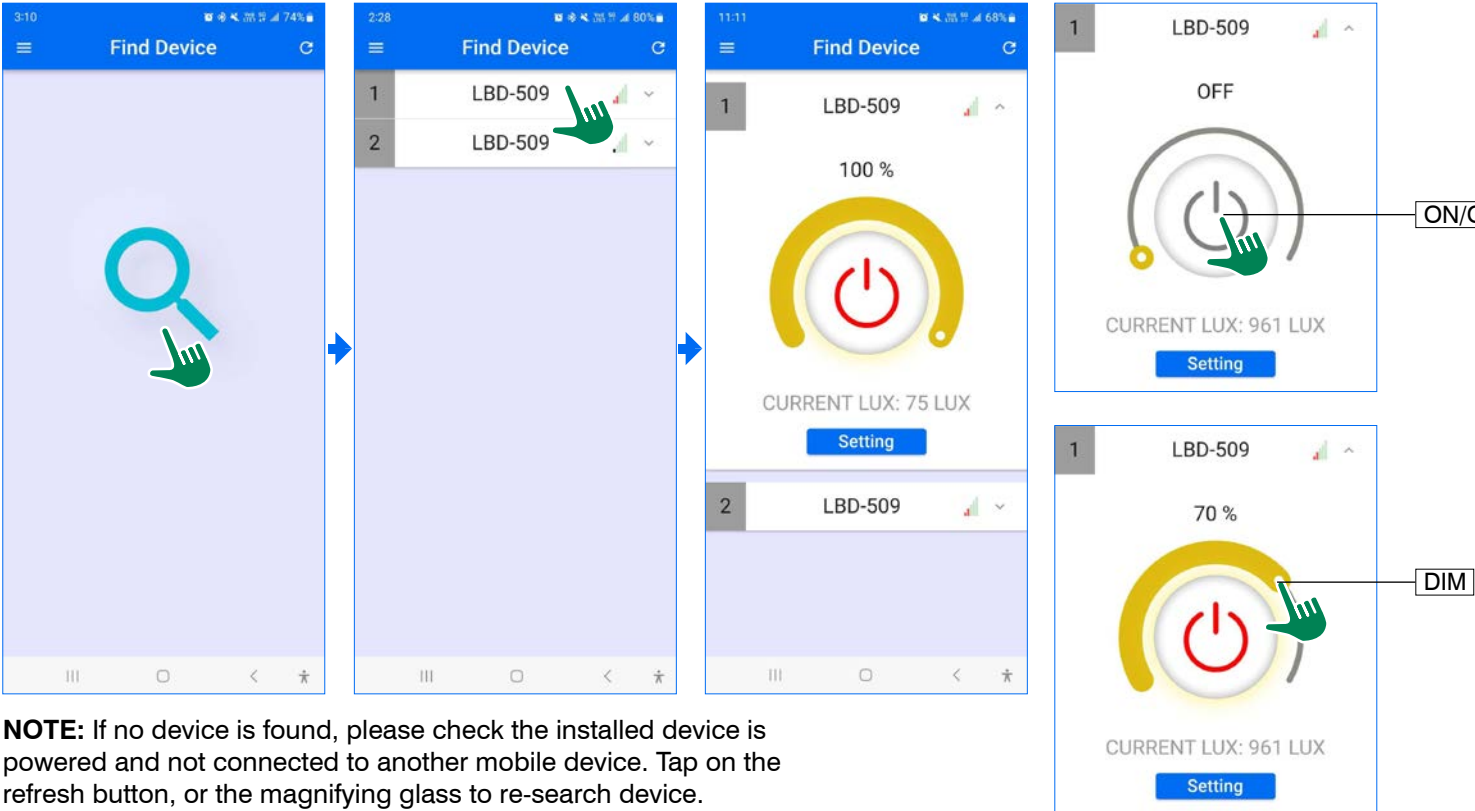 3:10
74%
Find Device
2:28
80%
Find Device
1
LBD-509
2
LBD-509
11:11
68%
Find Device
1
LBD-509
100 %
CURRENT LUX: 75 LUX
Setting
2
LBD-509
1
LBD-509
OFF
ON/
CURRENT LUX: 961 LUX
Setting
1
LBD-509
70 %
DIM
CURRENT LUX: 961 LUX
Setting
NOTE: If no device is found, please check the installed device is
powered and not connected to another mobile device. Tap on the
refresh button, or the magnifying glass to re-search device.